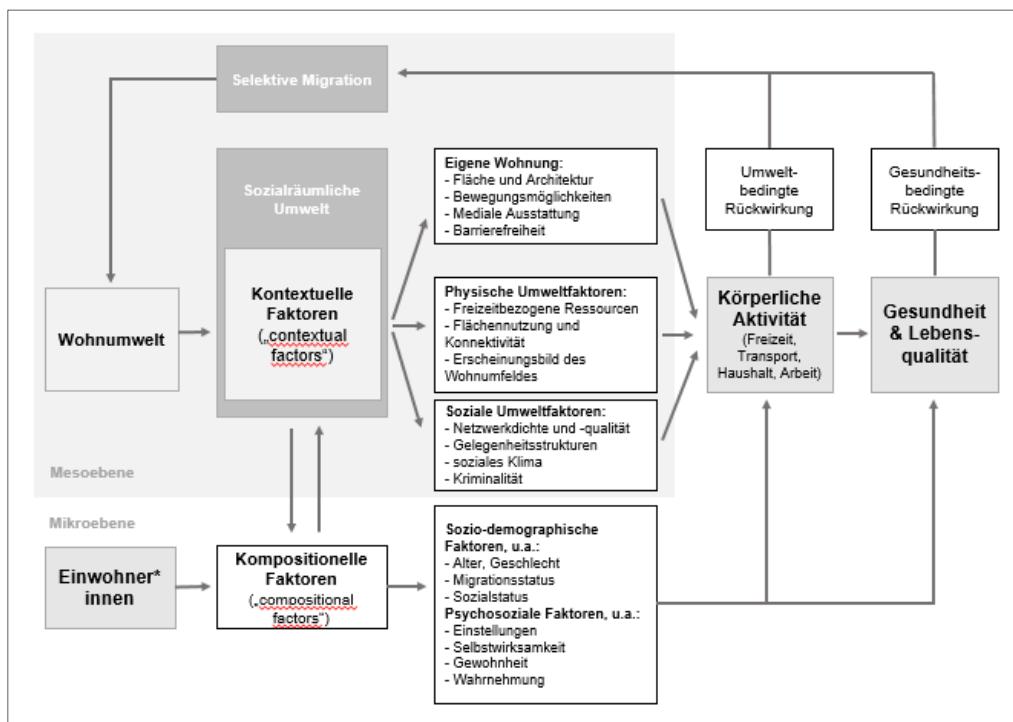 Selektive Migration
Sozialräumliche
Umwelt
Kontextuelle
Faktoren
(„contextual
factors“)
Wohnumwelt
Eigene Wohnung:
- Fläche und Architektur
- Bewegungsmöglichkeiten
- Mediale Ausstattung
- Barrierefreiheit
Physische Umweltfaktoren:
- Freizeitbezogene Ressourcen
- Flächennutzung und
Konnektivität
- Erscheinungsbild des
Wohnumfeldes
Soziale Umweltfaktoren:
- Netzwerkdichte und -qualität
- Gelegenheitsstrukturen
- soziales Klima
- Kriminalität
Umwelt-
bedingte
Rückwirkung
Gesundheits-
bedingte
Rückwirkung
Körperliche
Aktivität
(Freizeit,
Transport,
Haushalt, Arbeit)
Gesundheit
& Lebens-
qualität
Mesoebene
Mikroebene
Einwohner*
innen
Kompositionelle
Faktoren
(„compositional
factors“)
Sozio-demographische
Faktoren, u.a.:
- Alter, Geschlecht
- Migrationsstatus
- Sozialstatus
Psychosoziale Faktoren, u.a.:
- Einstellungen
- Selbstwirksamkeit
- Gewohnheit
- Wahrnehmung